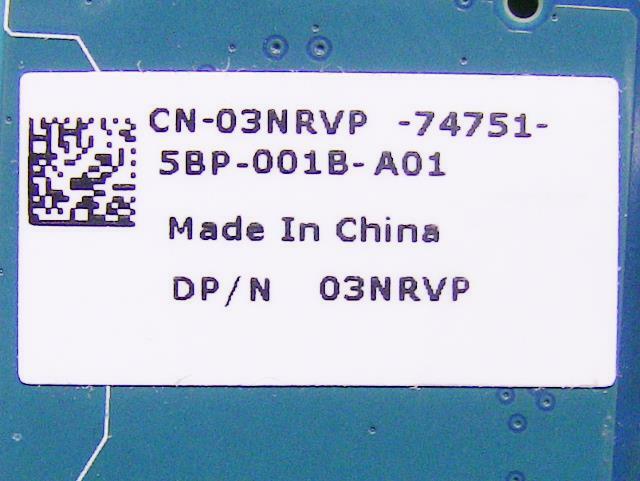 CN-03NRVP -74751-
5BP-001B-A01
Made In China
DP/N 03NRVP